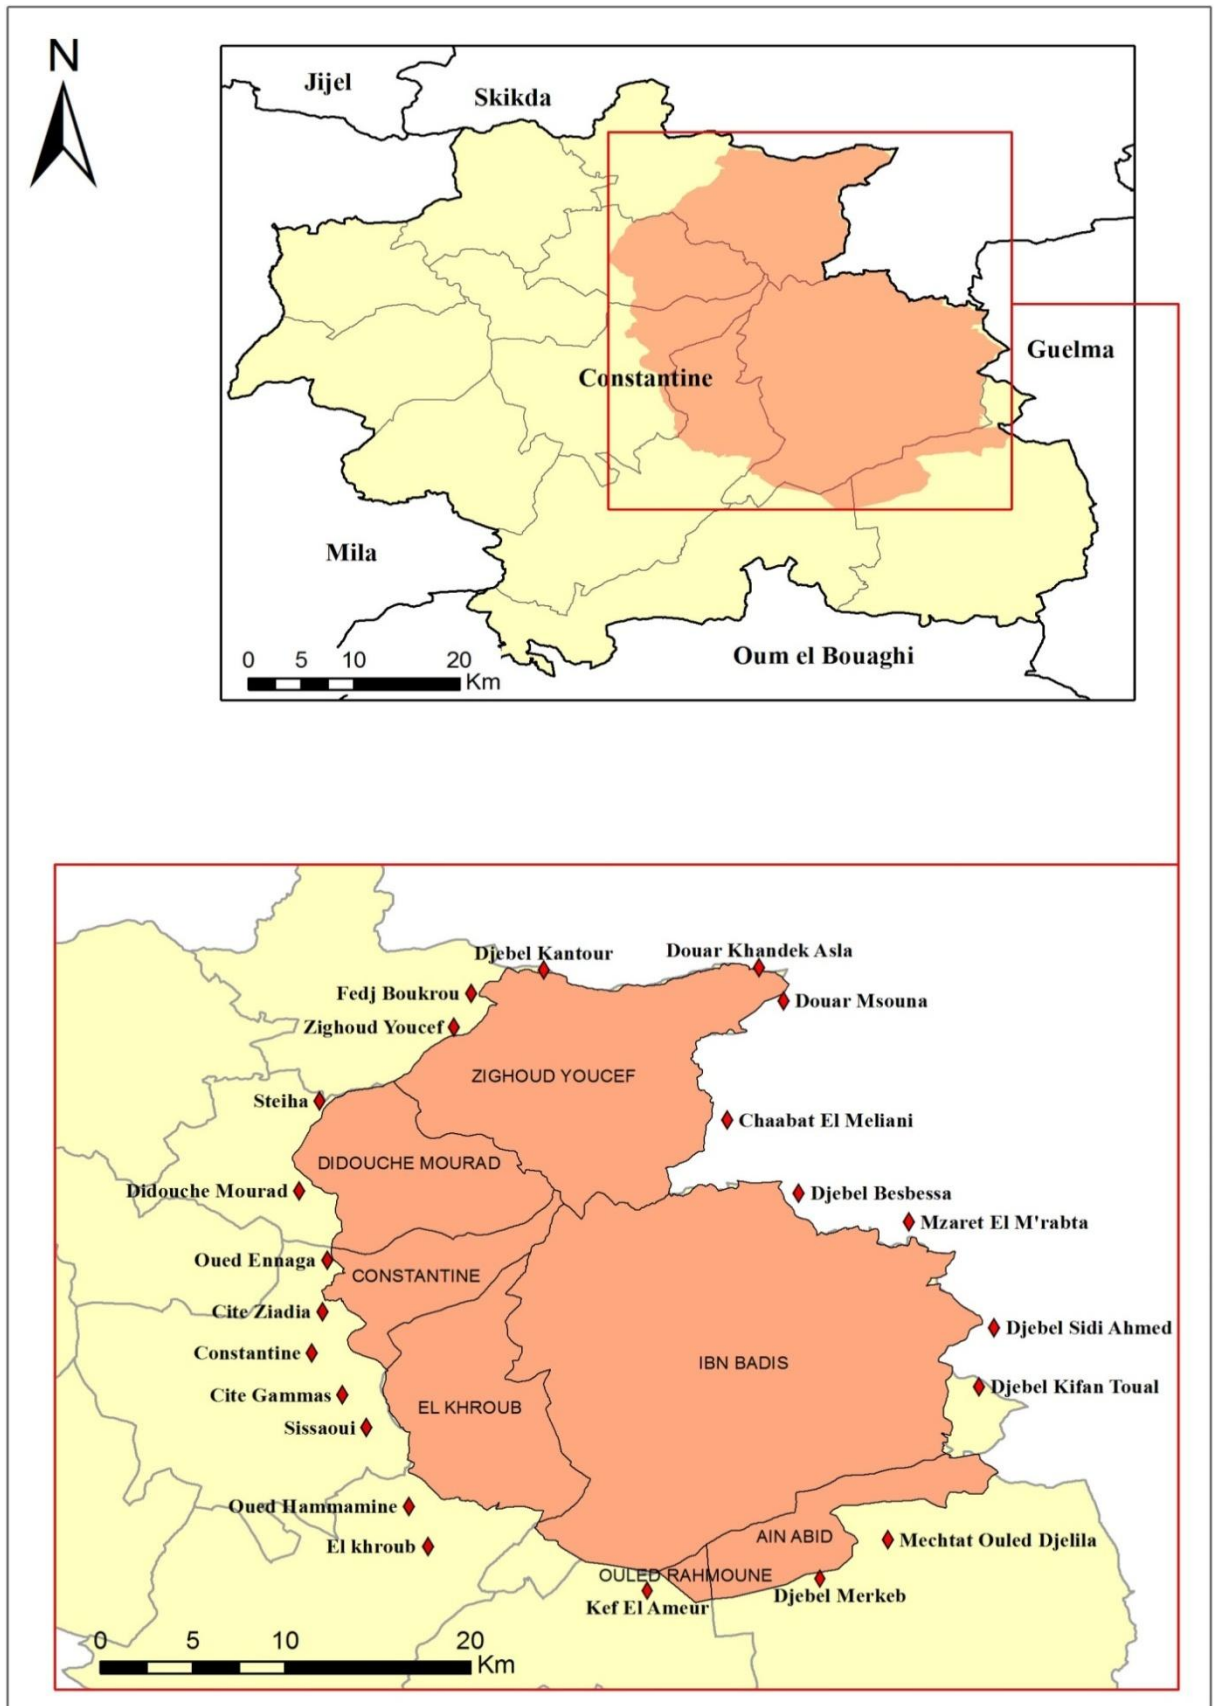 N
Jijel
Skikda
Guelma
Constantine
Mila
Oum el Bouaghi
0 5 10 20
Km
Djebel Kantour
Douar Khandek Asla
Fedj Boukrou
Douar Msouna
Zighoud Youcef
ZIGHOUD YOUCEF
Steiha
Chaabat El Meliani
DIDOUCHE MOURAD
Didouche Mourad
Djebel Besbessa
Mzaret El M'rabta
Oued Ennaga
CONSTANTINE
Cite Ziadia
Djebel Sidi Ahmed
Constantine
IBN BADIS
Djebel Kifan Toual
Cite Gammas
EL KHROUB
Sissaoui
Oued Hammamine
AIN ABID
Mechtat Ouled Djelila
El khroub
OULED RAHMOUNE
Djebel Merkeb
Kef El Ameur
0 5 10 20
Km